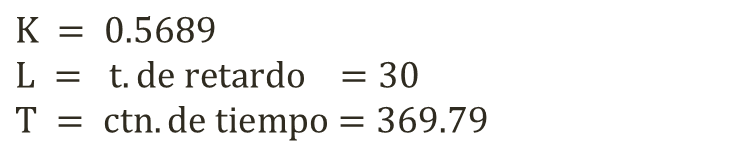 K = 0.5689
L = t. de retardo = 30
T = ctn. de tiempo = 369.79